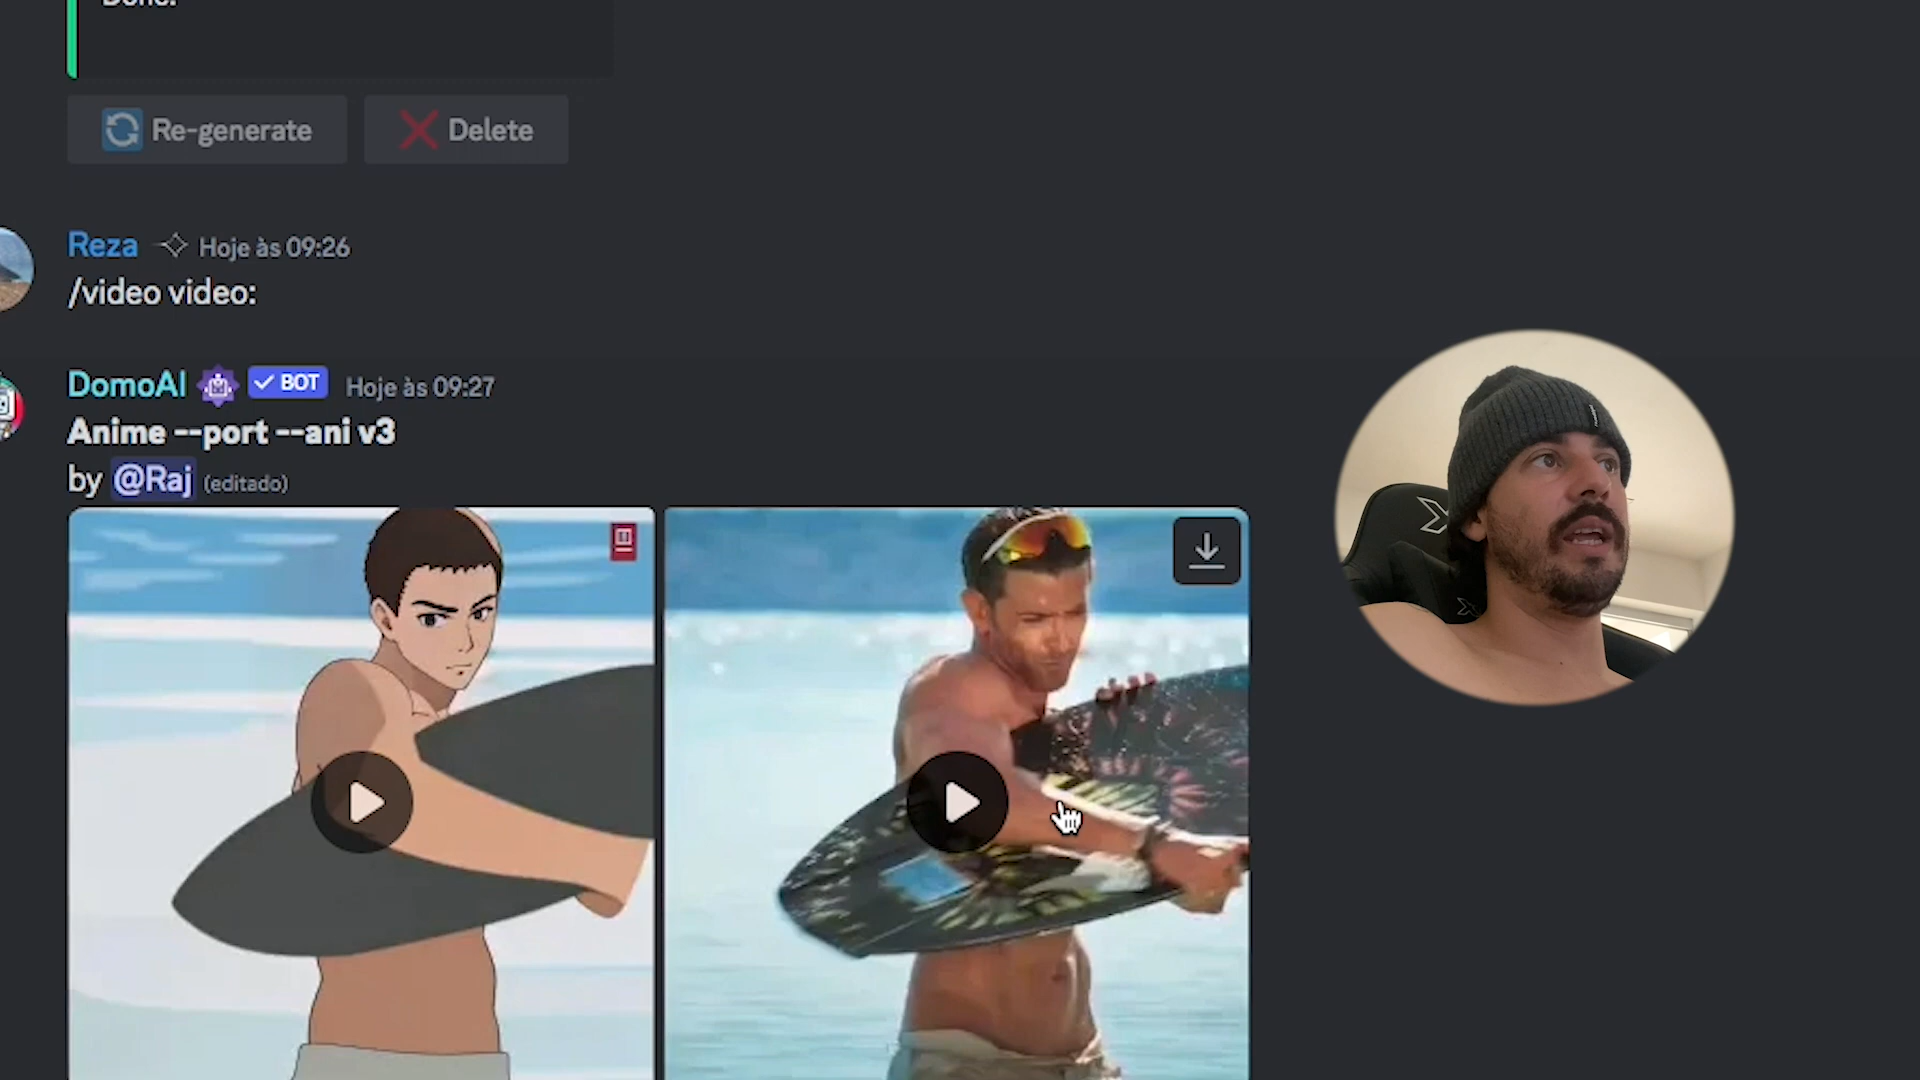 Done.
Re-generate
Delete
Reza Hoje às 09:26
/video video:
DomoAI BOT Hoje às 09:27
Anime --port --ani v3
by @Raj (editado)